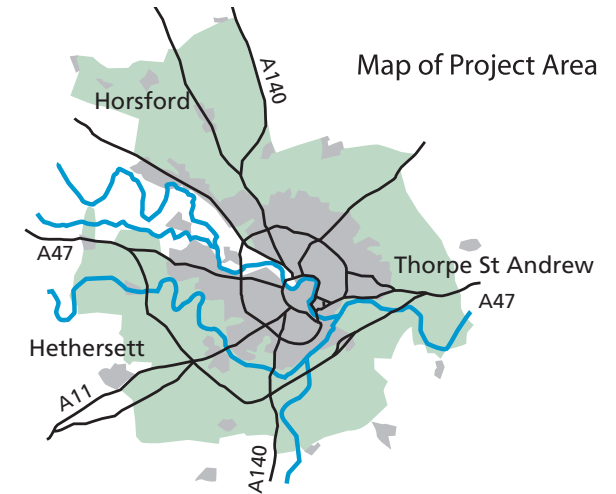 Map of Project Area
A140
Horsford
A47
Thorpe St Andrew
A47
Hethersett
A11
A140